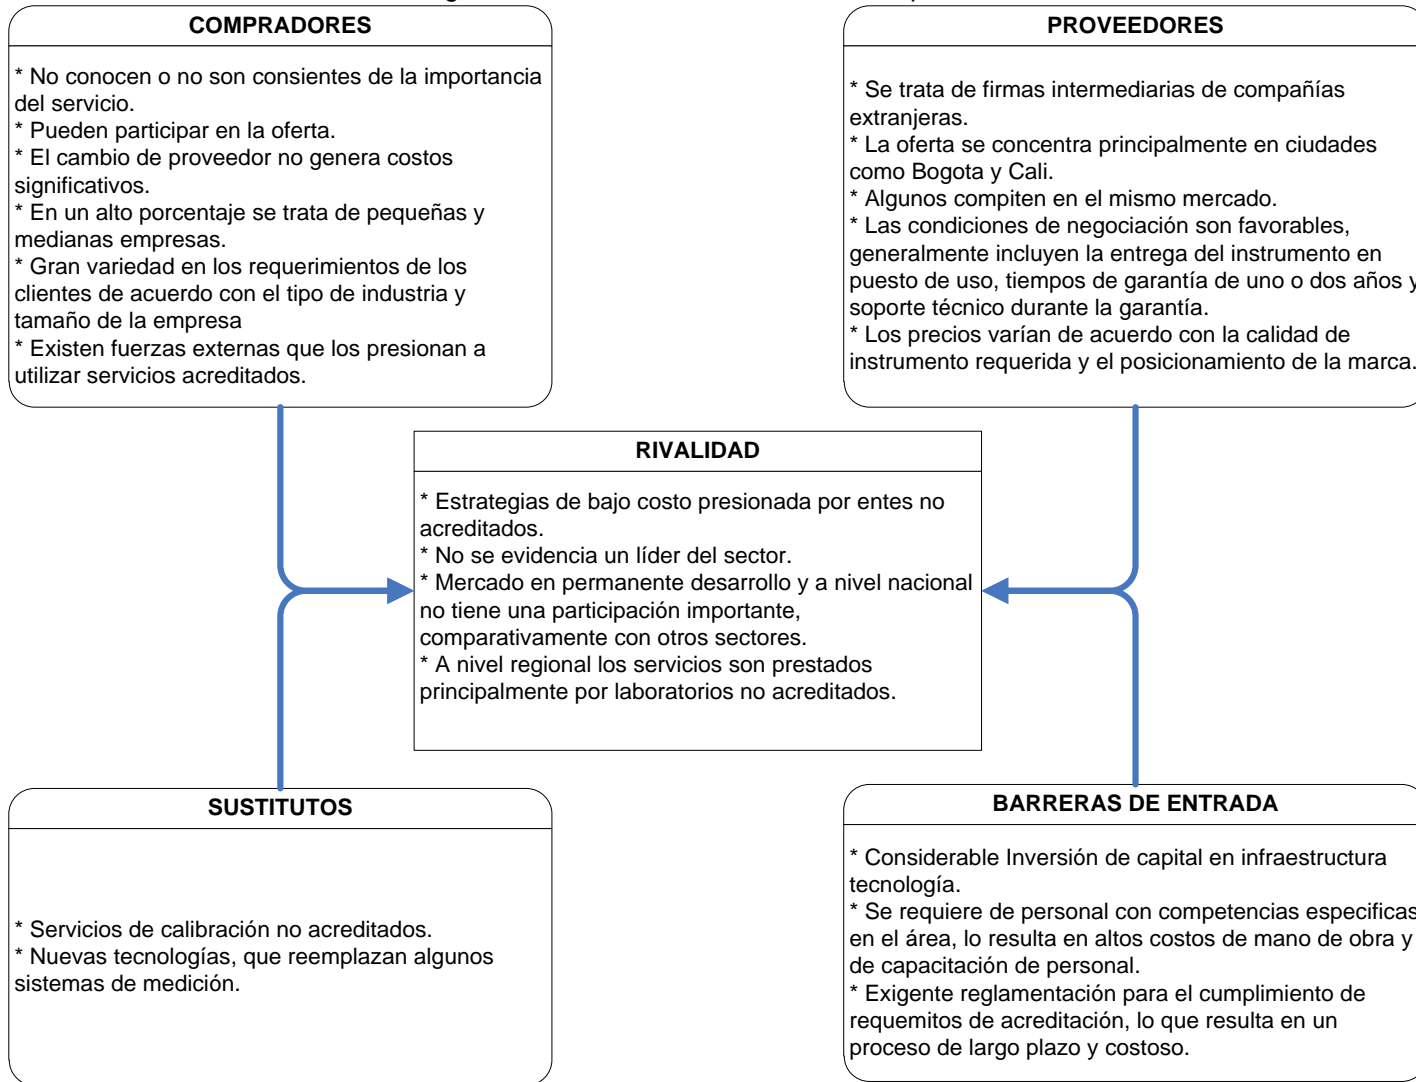 COMPRADORES
* No conocen o no son consientes de la importancia
del servicio.
* Pueden participar en la oferta.
* El cambio de proveedor no genera costos
significativos.
* En un alto porcentaje se trata de pequeñas y
medianas empresas.
* Gran variedad en los requerimientos de los
clientes de acuerdo con el tipo de industria y
tamaño de la empresa
* Existen fuerzas externas que los presionan a
utilizar servicios acreditados.
PROVEEDORES
* Se trata de firmas intermediarias de compañías
extranjeras.
* La oferta se concentra principalmente en ciudades
como Bogota y Cali.
* Algunos compiten en el mismo mercado.
* Las condiciones de negociación son favorables,
generalmente incluyen la entrega del instrumento en
puesto de uso, tiempos de garantía de uno o dos años y
soporte técnico durante la garantía.
* Los precios varían de acuerdo con la calidad de
instrumento requerida y el posicionamiento de la marca.
RIVALIDAD
* Estrategias de bajo costo presionada por entes no
acreditados.
* No se evidencia un líder del sector.
* Mercado en permanente desarrollo y a nivel nacional
no tiene una participación importante,
comparativamente con otros sectores.
* A nivel regional los servicios son prestados
principalmente por laboratorios no acreditados.
SUSTITUTOS
* Servicios de calibración no acreditados.
* Nuevas tecnologías, que reemplazan algunos
sistemas de medición.
BARRERAS DE ENTRADA
* Considerable Inversión de capital en infraestructura
tecnología.
* Se requiere de personal con competencias especificas
en el área, lo resulta en altos costos de mano de obra y
de capacitación de personal.
* Exigente reglamentación para el cumplimiento de
requemitos de acreditación, lo que resulta en un
proceso de largo plazo y costoso.